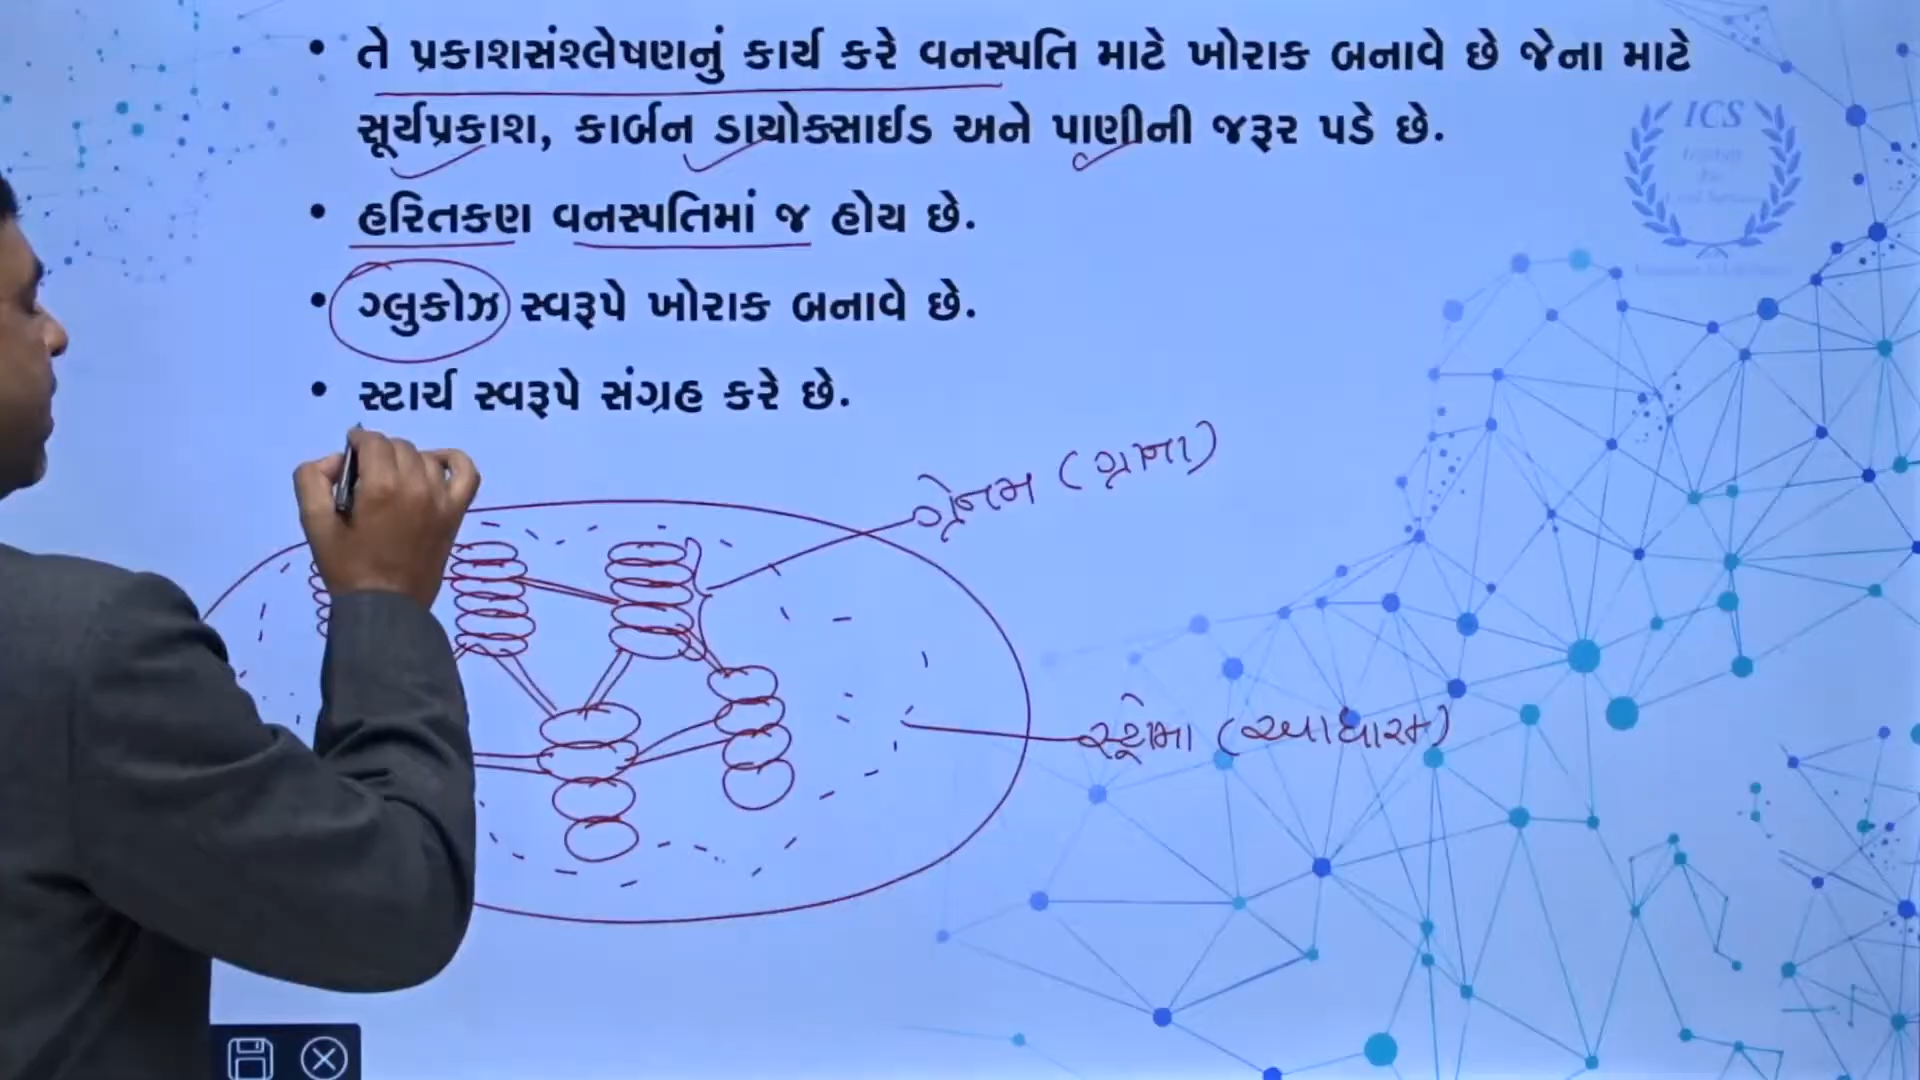 • તે પ્રકાશસંશ્લેષણનું કાર્ય કરે વનસ્પતિ માટે ખોરાક બનાવે છે જેના માટે
સૂર્યપ્રકાશ, કાર્બન ડાયોક્સાઈડ અને પાણીની જરૂર પડે છે.
• હરિતકણ વનસ્પતિમાં જ હોય છે.
• ગ્લુકોઝ સ્વરૂપે ખોરાક બનાવે છે.
• સ્ટાર્ચ સ્વરૂપે સંગ્રહ કરે છે.
ગ્રેનમ (ગ્રાના)
સ્ટ્રોમા (આધારક)
ICS